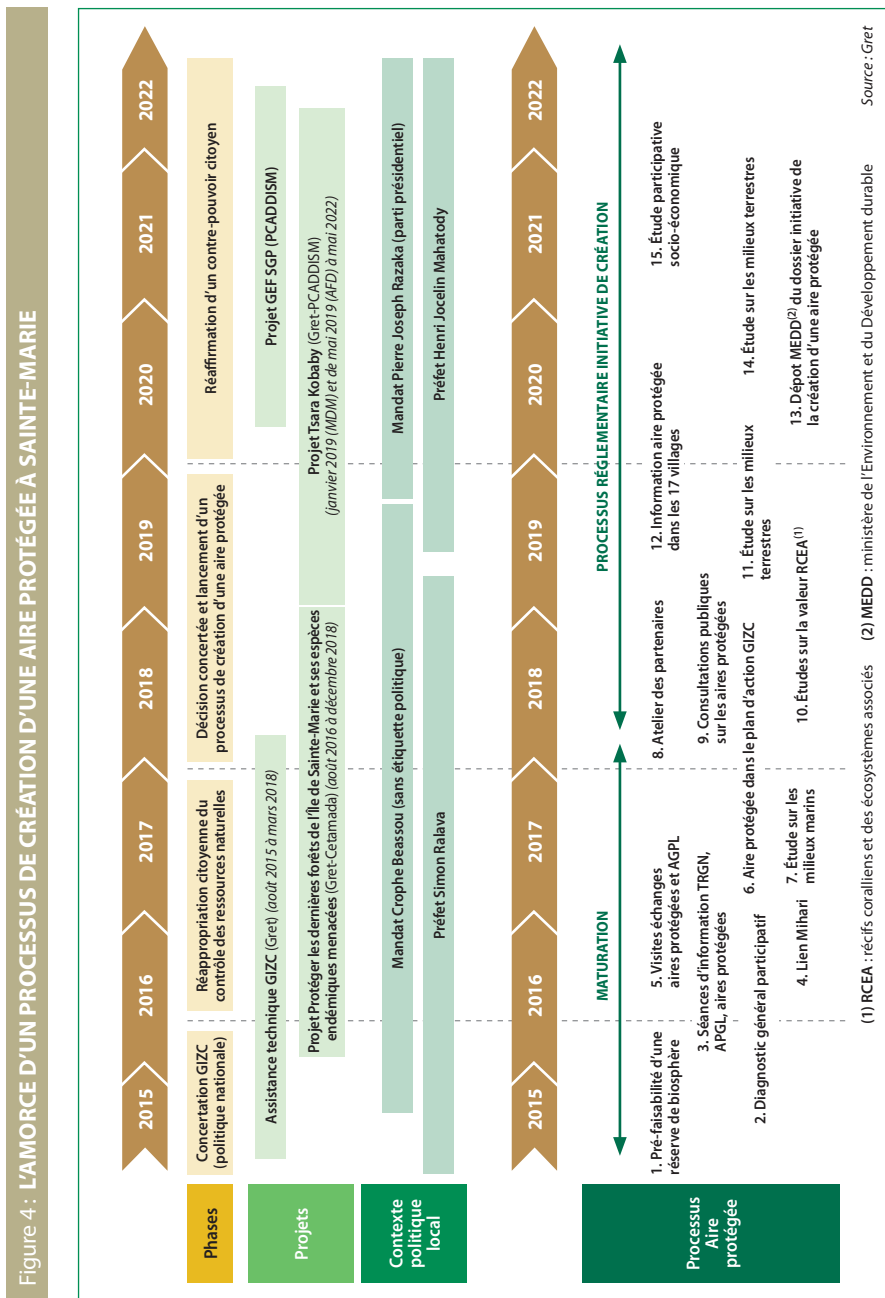 Figure 4 : L'AMORCE D'UN PROCESSUS DE CRÉATION D'UNE AIRE PROTÉGÉE À SAINTE-MARIE
2015
2016
2017
2018
2019
2020
2021
2022
Phases
Concertation GIZC
(politique nationale)
Réappropriation citoyenne du
contrôle des ressources naturelles
Décision concertée et lancement d'un
processus de création d'une aire protégée
Réaffirmation d'un contre-pouvoir citoyen
Projets
Assistance technique GIZC (Gret) (août 2015 à mars 2018)
Projet GEF SGP (PCADDISM)
Projet Protéger les dernières forêts de l'Île de Sainte-Marie et ses espèces
endémiques menacées (Gret-Cetamada) (août 2016 à décembre 2018)
Projet Tsara Kobaby (Gret-PCADDISM)
(janvier 2019 (MDM) et de mai 2019 (AFD) à mai 2022)
Contexte
politique
local
Mandat Crophe Beassou (sans étiquette politique)
Mandat Pierre Joseph Razaka (parti présidentiel)
Préfet Simon Ralava
Préfet Henri Jocelin Mahatody
2015
2016
2017
2018
2019
2020
2021
2022
Processus
Aire
protégée
MATURATION
PROCESSUS RÉGLEMENTAIRE INITIATIVE DE CRÉATION
1. Pré-faisabilité d'une
réserve de biosphère
5. Visites échanges
aires protégées et AGPL
8. Atelier des partenaires
12. Information aire protégée
dans les 17 villages
15. Étude participative
socio-économique
3. Séances d'information TRGN,
APGL, aires protégées
9. Consultations publiques
sur les aires protégées
2. Diagnostic général participatif
6. Aire protégée dans le plan d'action GIZC
11. Étude sur les milieux
terrestres
14. Étude sur les milieux terrestres
4. Lien Mihari
7. Étude sur les
milieux marins
10. Études sur la valeur RCEA(1)
13. Dépot MEDD(2) du dossier initiative de
la création d'une aire protégée
(1) RCEA : récifs coralliens et des écosystèmes associés
(2) MEDD : ministère de l'Environnement et du Développement durable
Source : Gret